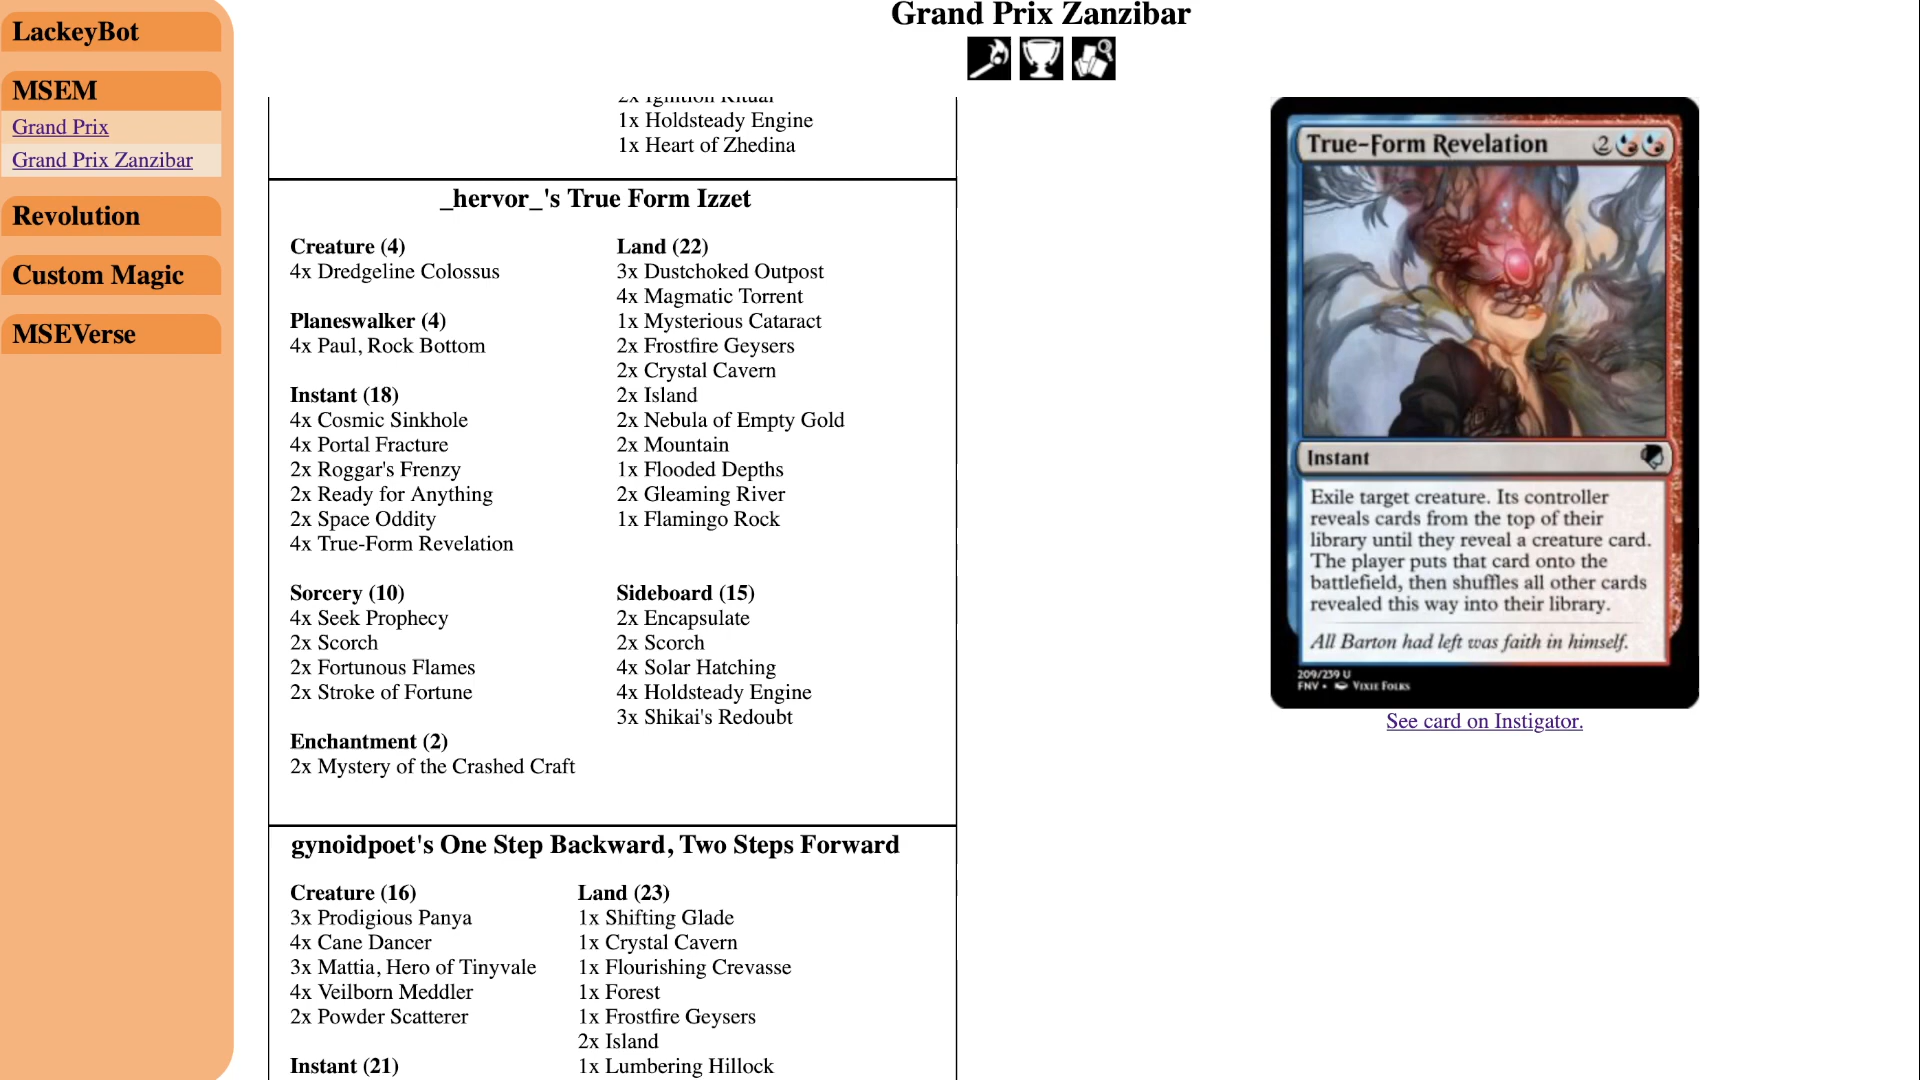 LackeyBot
MSEM
Grand Prix
Grand Prix Zanzibar
Revolution
Custom Magic
MSEVerse
Grand Prix Zanzibar
2x Ignition Ritual
1x Holdsteady Engine
1x Heart of Zhedina
_hervor_'s True Form Izzet
Creature (4)
4x Dredgeline Colossus
Planeswalker (4)
4x Paul, Rock Bottom
Instant (18)
4x Cosmic Sinkhole
4x Portal Fracture
2x Roggar's Frenzy
2x Ready for Anything
2x Space Oddity
4x True-Form Revelation
Sorcery (10)
4x Seek Prophecy
2x Scorch
2x Fortunous Flames
2x Stroke of Fortune
Enchantment (2)
2x Mystery of the Crashed Craft
Land (22)
3x Dustchoked Outpost
4x Magmatic Torrent
1x Mysterious Cataract
2x Frostfire Geysers
2x Crystal Cavern
2x Island
2x Nebula of Empty Gold
2x Mountain
1x Flooded Depths
2x Gleaming River
1x Flamingo Rock
Sideboard (15)
2x Encapsulate
2x Scorch
4x Solar Hatching
4x Holdsteady Engine
3x Shikai's Redoubt
gynoidpoet's One Step Backward, Two Steps Forward
Creature (16)
3x Prodigious Panya
4x Cane Dancer
3x Mattia, Hero of Tinyvale
4x Veilborn Meddler
2x Powder Scatterer
Instant (21)
Land (23)
1x Shifting Glade
1x Crystal Cavern
1x Flourishing Crevasse
1x Forest
1x Frostfire Geysers
2x Island
1x Lumbering Hillock
True-Form Revelation 2
Instant
Exile target creature. Its controller
reveals cards from the top of their
library until they reveal a creature card.
The player puts that card onto the
battlefield, then shuffles all other cards
revealed this way into their library.
All Barton had left was faith in himself.
209/239 U
FNV • Vixie Folks
See card on Instigator.